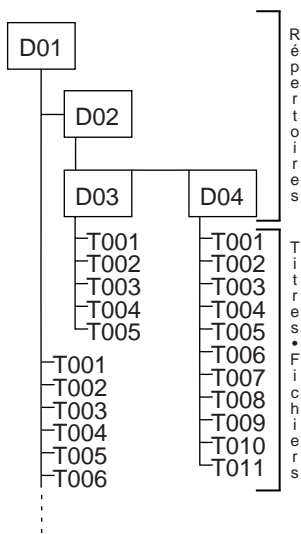 D01
D02
D03
D04
T001
T002
T003
T004
T005
T001
T002
T003
T004
T005
T006
T007
T008
T009
T010
T011
T001
T002
T003
T004
T005
T006
Répertoires
Titres•Fichiers